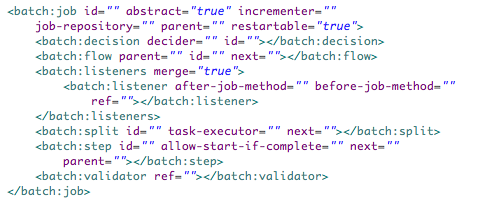 <batch:job id="" abstract="true" incrementer=""
job-repository="" parent="" restartable="true">
<batch:decision decider="" id=""></batch:decision>
<batch:flow parent="" id="" next=""></batch:flow>
<batch:listeners merge="true">
<batch:listener after-job-method="" before-job-method=""
ref=""></batch:listener>
</batch:listeners>
<batch:split id="" task-executor="" next=""></batch:split>
<batch:step id="" allow-start-if-complete="" next=""
parent=""></batch:step>
<batch:validator ref=""></batch:validator>
</batch:job>